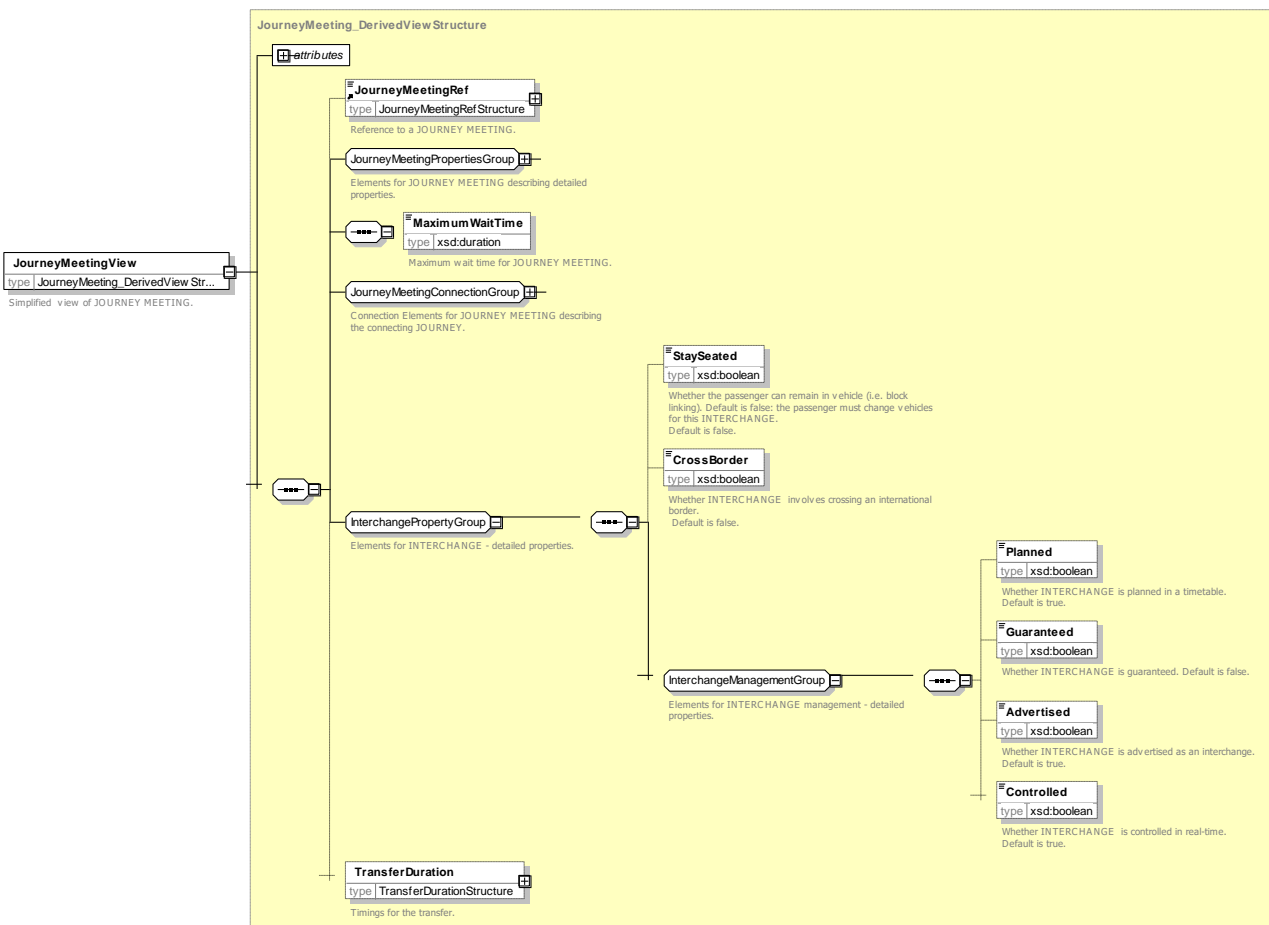 JourneyMeeting_DerivedViewStructure
attributes
JourneyMeetingRef
type JourneyMeetingRefStructure
Reference to a JOURNEY MEETING.
JourneyMeetingPropertiesGroup
Elements for JOURNEY MEETING describing detailed
properties.
MaximumWaitTime
type xsd:duration
Maximum wait time for JOURNEY MEETING.
JourneyMeetingView
type JourneyMeeting_DerivedViewStr...
Simplified view of JOURNEY MEETING.
JourneyMeetingConnectionGroup
Connection Elements for JOURNEY MEETING describing
the connecting JOURNEY.
StaySeated
type xsd:boolean
Whether the passenger can remain in vehicle (i.e. block
linking). Default is false: the passenger must change vehicles
for this INTERCHANGE.
Default is false.
CrossBorder
type xsd:boolean
Whether INTERCHANGE involves crossing an international
border.
Default is false.
InterchangePropertyGroup
Elements for INTERCHANGE - detailed properties.
Planned
type xsd:boolean
Whether INTERCHANGE is planned in a timetable.
Default is true.
Guaranteed
type xsd:boolean
Whether INTERCHANGE is guaranteed. Default is false.
InterchangeManagementGroup
Elements for INTERCHANGE management - detailed
properties.
Advertised
type xsd:boolean
Whether INTERCHANGE is advertised as an interchange.
Default is true.
Controlled
type xsd:boolean
Whether INTERCHANGE is controlled in real-time.
Default is true.
TransferDuration
type TransferDurationStructure
Timings for the transfer.